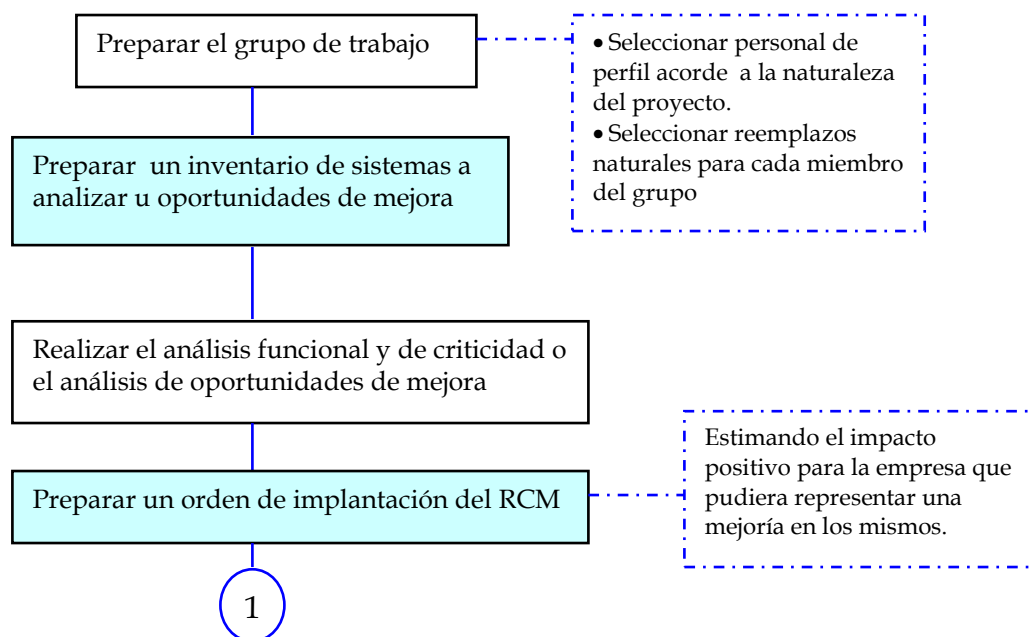 Preparar el grupo de trabajo
• Seleccionar personal de
perfil acorde a la naturaleza
del proyecto.
• Seleccionar reemplazos
naturales para cada miembro
del grupo
Preparar un inventario de sistemas a
analizar u oportunidades de mejora
Realizar el análisis funcional y de criticidad o
el análisis de oportunidades de mejora
Preparar un orden de implantación del RCM
Estimando el impacto
positivo para la empresa que
pudiera representar una
mejoría en los mismos.
1